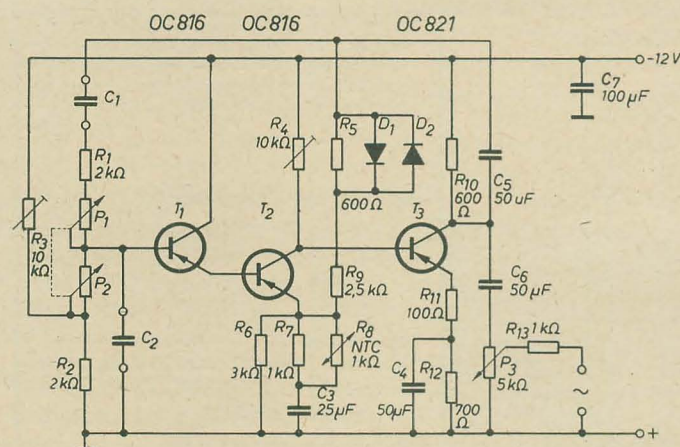 OC816 OC816 OC821
-12V
C7
100µF
C1
R1
2kΩ
R3
10
kΩ
P1
P2
R2
2kΩ
C2
T1
T2
R4
10kΩ
R5
D1 D2
600Ω
T3
R10
600
Ω
C5
50uF
R9
2,5kΩ
R11
100Ω
C6
50µF
R6
3kΩ
R7
1kΩ
R8
NTC
1kΩ
C3
25µF
C4
50µF
R12
700
Ω
R13 1kΩ
P3
5kΩ
~
+